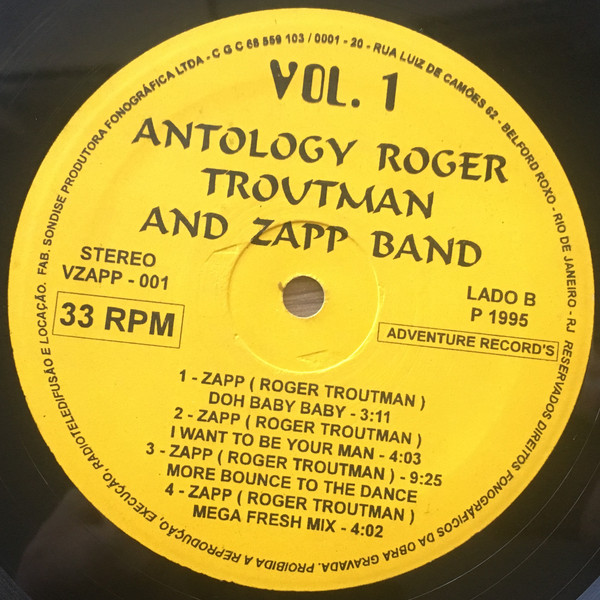 VOL. 1
ANTOLOGY ROGER
TROUTMAN
AND ZAPP BAND
STEREO
VZAPP - 001
33 RPM
LADO B
P 1995
ADVENTURE RECORD'S
1 - ZAPP ( ROGER TROUTMAN )
DOH BABY BABY - 3:11
2 - ZAPP ( ROGER TROUTMAN )
I WANT TO BE YOUR MAN - 4:03
3 - ZAPP ( ROGER TROUTMAN ) - 9:25
MORE BOUNCE TO THE DANCE
4 - ZAPP ( ROGER TROUTMAN )
MEGA FRESH MIX - 4:02
FAB. SONDISE PRODUTORA FONOGRÁFICA LTDA - C G C 68 559 103 / 0001 - 20 - RUA LUIZ DE CAMÕES 62 - BELFORD ROXO - RIO DE JANEIRO - RJ RESERVADOS DIREITOS FONOGRÁFICOS DA OBRA GRAVADA. PROIBIDA A REPRODUÇÃO, EXECUÇÃO, RADIOTELEDIFUSÃO E LOCAÇÃO.